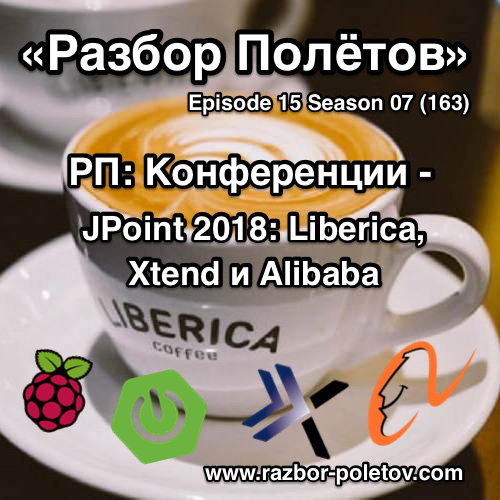 «Разбор Полётов»
Episode 15 Season 07 (163)
РП: Конференции -
JPoint 2018: Liberica,
Xtend и Alibaba
LIBERICA
COFFEE
www.razbor-poletov.com